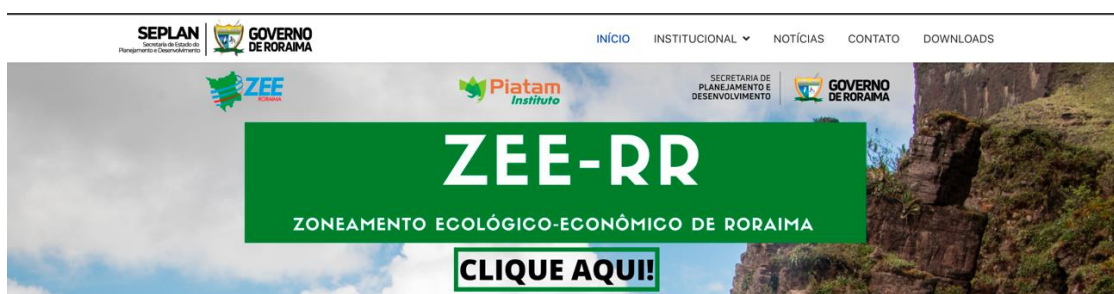 SEPLAN
Secretaria de Estado do
Planejamento e Desenvolvimento
GOVERNO
DE RORAIMA
INÍCIO INSTITUCIONAL NOTÍCIAS CONTATO DOWNLOADS
ZEE
RORAIMA
Piatam
Instituto
SECRETARIA DE
PLANEJAMENTO E
DESENVOLVIMENTO
GOVERNO
DE RORAIMA
ZEE-RR
ZONEAMENTO ECOLÓGICO-ECONÔMICO DE RORAIMA
CLIQUE AQUI!